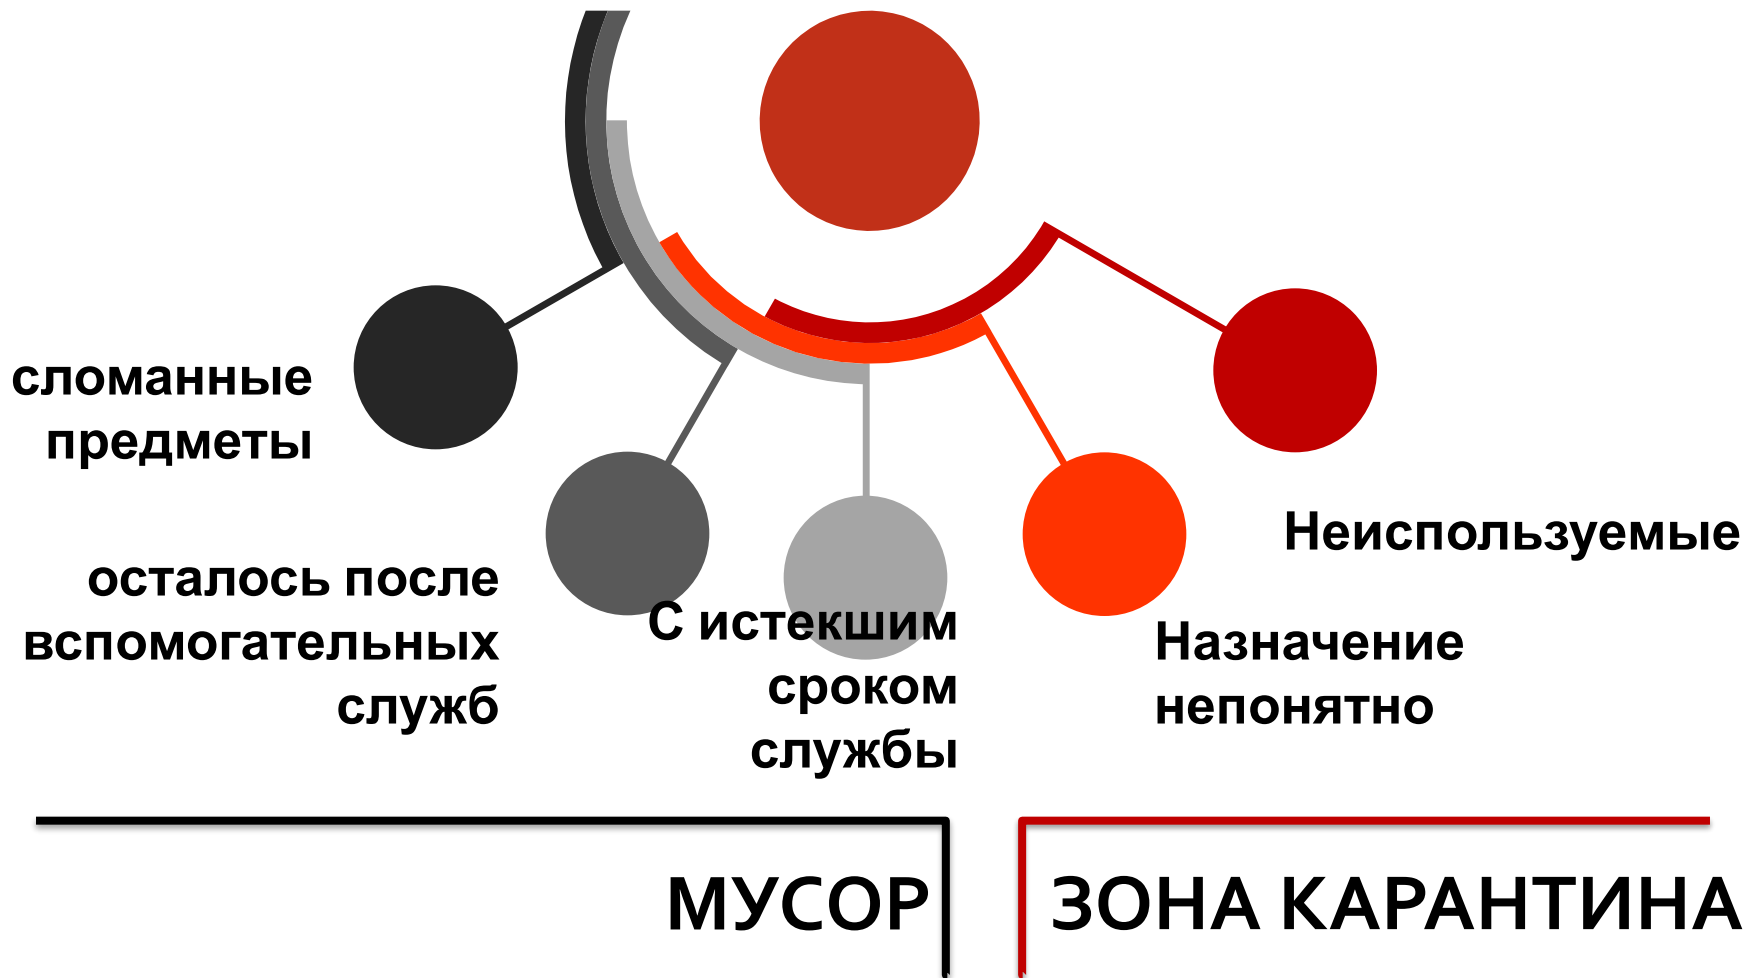 сломанные
предметы
осталось после
вспомогательных
служб
С истекшим
сроком
службы
Назначение
непонятно
Неиспользуемые
МУСОР
ЗОНА КАРАНТИНА